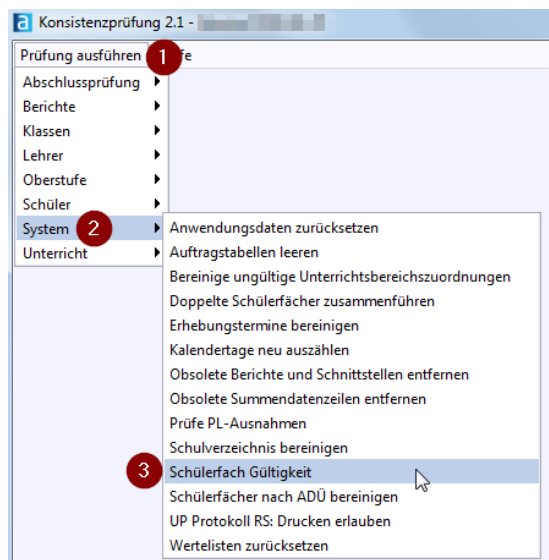 a Konsistenzprüfung 2.1 -
Prüfung ausführen 1 fe
Abschlussprüfung
Berichte
Klassen
Lehrer
Oberstufe
Schüler
System 2
Unterricht
Anwendungsdaten zurücksetzen
Auftragstabellen leeren
Bereinige ungültige Unterrichtsbereichszuordnungen
Doppelte Schülerfächer zusammenführen
Erhebungstermine bereinigen
Kalendertage neu auszählen
Obsolete Berichte und Schnittstellen entfernen
Obsolete Summendatenzeilen entfernen
Prüfe PL-Ausnahmen
Schulverzeichnis bereinigen
3 Schülerfach Gültigkeit
Schülerfächer nach ADÜ bereinigen
UP Protokoll RS: Drucken erlauben
Wertelisten zurücksetzen